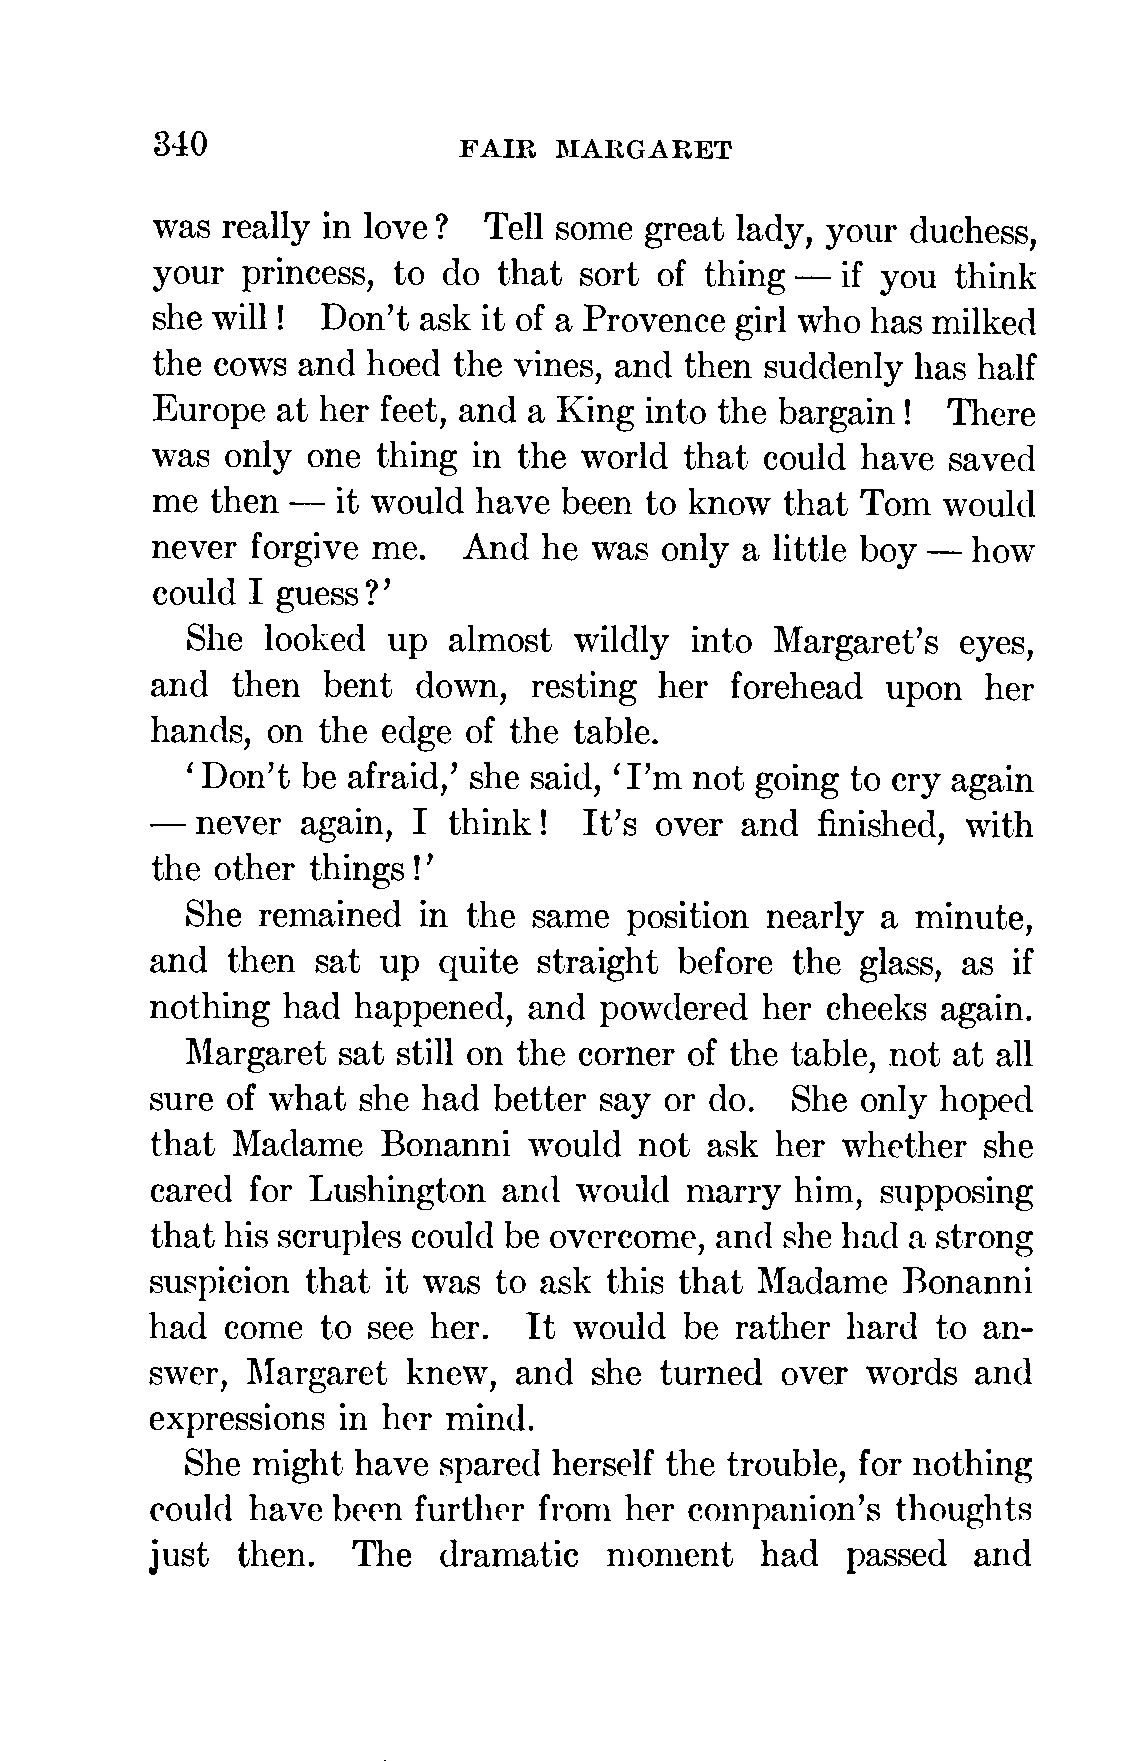 340 FAIR MARGARET
was really in love? Tell some great lady, your duchess,
your princess, to do that sort of thing — if you think
she will! Don't ask it of a Provence girl who has milked
the cows and hoed the vines, and then suddenly has half
Europe at her feet, and a King into the bargain! There
was only one thing in the world that could have saved
me then — it would have been to know that Tom would
never forgive me. And he was only a little boy — how
could I guess?'
She looked up almost wildly into Margaret's eyes,
and then bent down, resting her forehead upon her
hands, on the edge of the table.
'Don't be afraid,' she said, 'I'm not going to cry again
— never again, I think! It's over and finished, with
the other things!'
She remained in the same position nearly a minute,
and then sat up quite straight before the glass, as if
nothing had happened, and powdered her cheeks again.
Margaret sat still on the corner of the table, not at all
sure of what she had better say or do. She only hoped
that Madame Bonanni would not ask her whether she
cared for Lushington and would marry him, supposing
that his scruples could be overcome, and she had a strong
suspicion that it was to ask this that Madame Bonanni
had come to see her. It would be rather hard to an-
swer, Margaret knew, and she turned over words and
expressions in her mind.
She might have spared herself the trouble, for nothing
could have been further from her companion's thoughts
just then. The dramatic moment had passed and